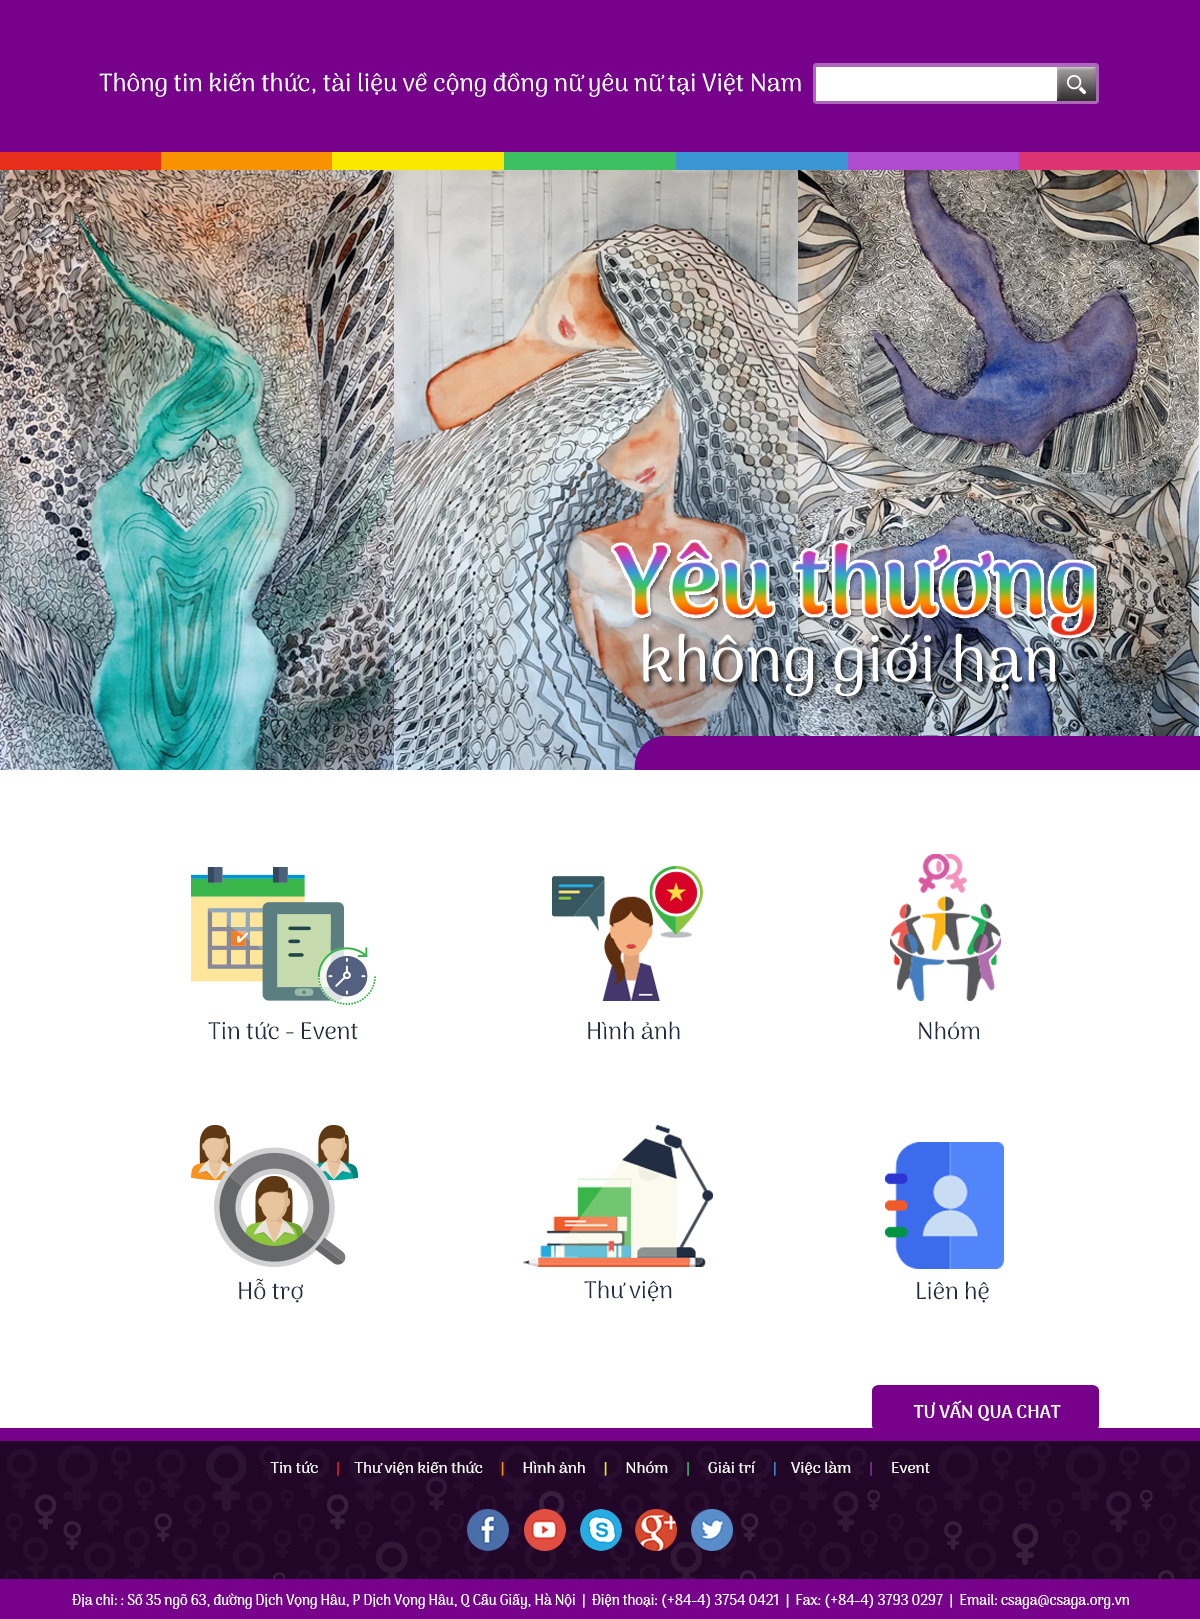 Thông tin kiến thức, tài liệu về cộng đồng nữ yêu nữ tại Việt Nam
Yêu thương
không giới hạn
Tin tức - Event
Hình ảnh
Nhóm
Hỗ trợ
Thư viện
Liên hệ
TƯ VẤN QUA CHAT
Tin tức | Thư viện kiến thức | Hình ảnh | Nhóm | Giải trí | Việc làm | Event
Địa chỉ: : Số 35 ngõ 63, đường Dịch Vọng Hâu, P Dịch Vọng Hâu, Q Cầu Giấy, Hà Nội | Điện thoại: (+84-4) 3754 0421 | Fax: (+84-4) 3793 0297 | Email: csaga@csaga.org.vn